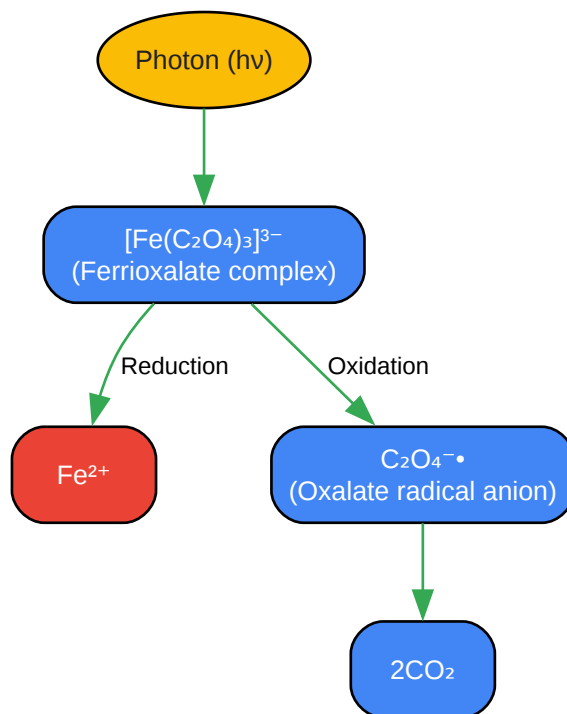 Photon (hν)
[Fe(C₂O₄)₃]³⁻
(Ferrioxalate complex)
Reduction
Oxidation
Fe²⁺
C₂O₄⁻•
(Oxalate radical anion)
2CO₂